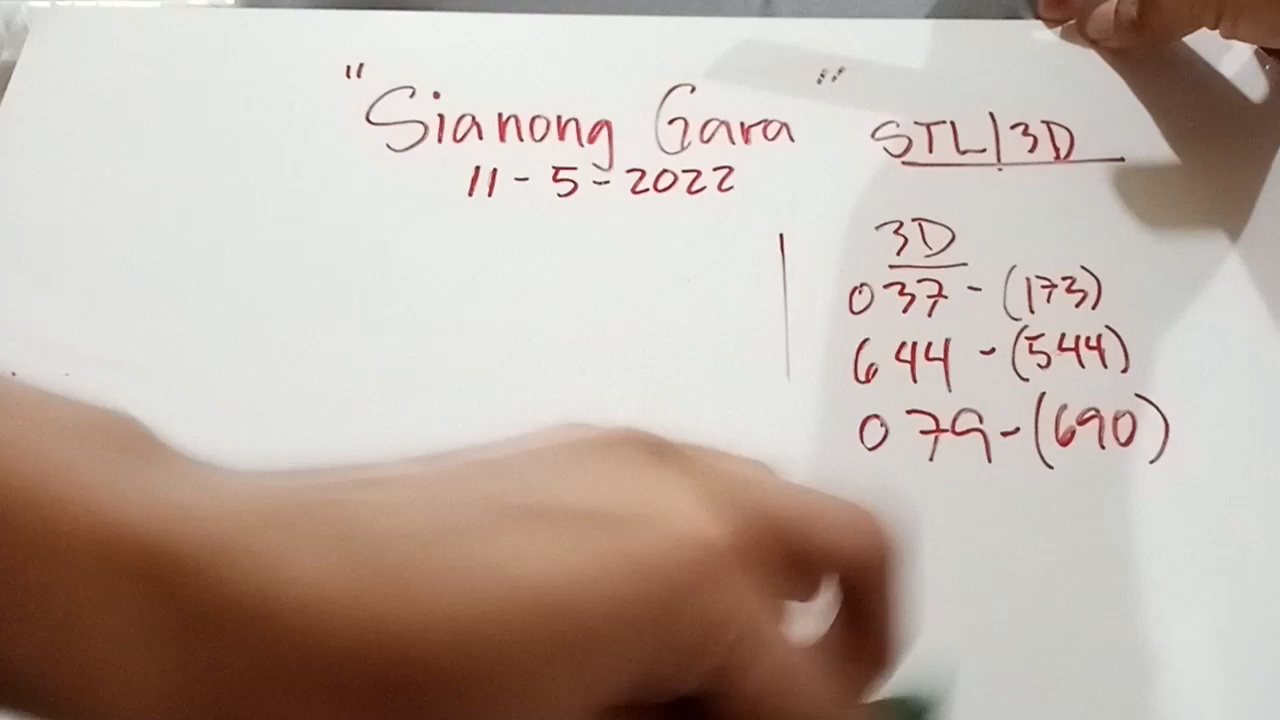 "Sianong Gara" STL|3D
11-5-2022
3D
037-(173)
644-(544)
079-(690)